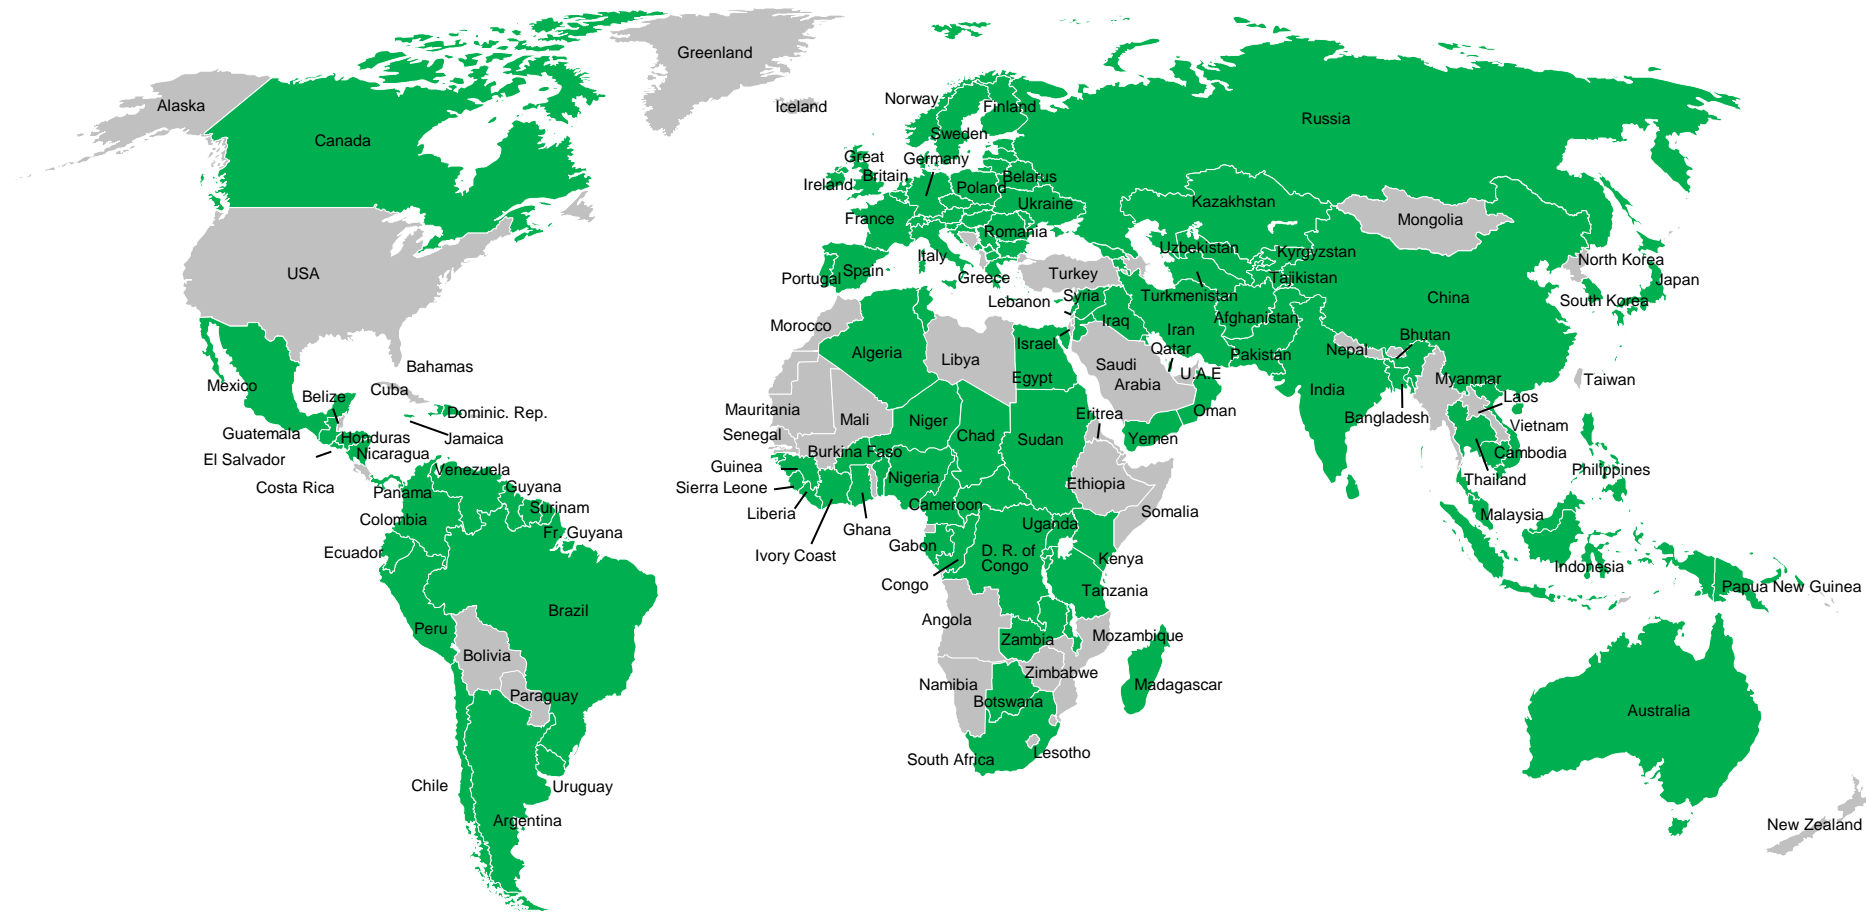 Greenland
Alaska
Iceland
Norway
Finland
Canada
Russia
Sweden
Great
Britain
Germany
Ireland
Poland
Belarus
Ukraine
Kazakhstan
France
Mongolia
Romania
Uzbekistan
Kyrgyzstan
Italy
North Korea
USA
Portugal
Spain
Greece
Turkey
Tajikistan
Japan
Lebanon
Syria
Turkmenistan
China
South Korea
Morocco
Iraq
Afghanistan
Iran
Bhutan
Israel
Algeria
Libya
Qatar
Nepal
Pakistan
Saudi
Arabia
Bahamas
U.A.E
Egypt
Myanmar
Taiwan
Mexico
Cuba
India
Belize
Laos
Mauritania
Mali
Niger
Eritrea
Oman
Bangladesh
Dominic. Rep.
Vietnam
Guatemala
Honduras
Jamaica
Senegal
Chad
Sudan
Yemen
El Salvador
Nicaragua
Burkina Faso
Cambodia
Venezuela
Guinea
Philippines
Costa Rica
Panama
Guyana
Sierra Leone
Nigeria
Ethiopia
Thailand
Surinam
Cameroon
Colombia
Liberia
Somalia
Malaysia
Fr. Guyana
Ghana
Uganda
Ecuador
Ivory Coast
Gabon
D. R. of
Congo
Kenya
Indonesia
Congo
Tanzania
Papua New Guinea
Brazil
Peru
Angola
Zambia
Mozambique
Bolivia
Zimbabwe
Paraguay
Namibia
Madagascar
Botswana
Australia
South Africa
Lesotho
Chile
Uruguay
Argentina
New Zealand